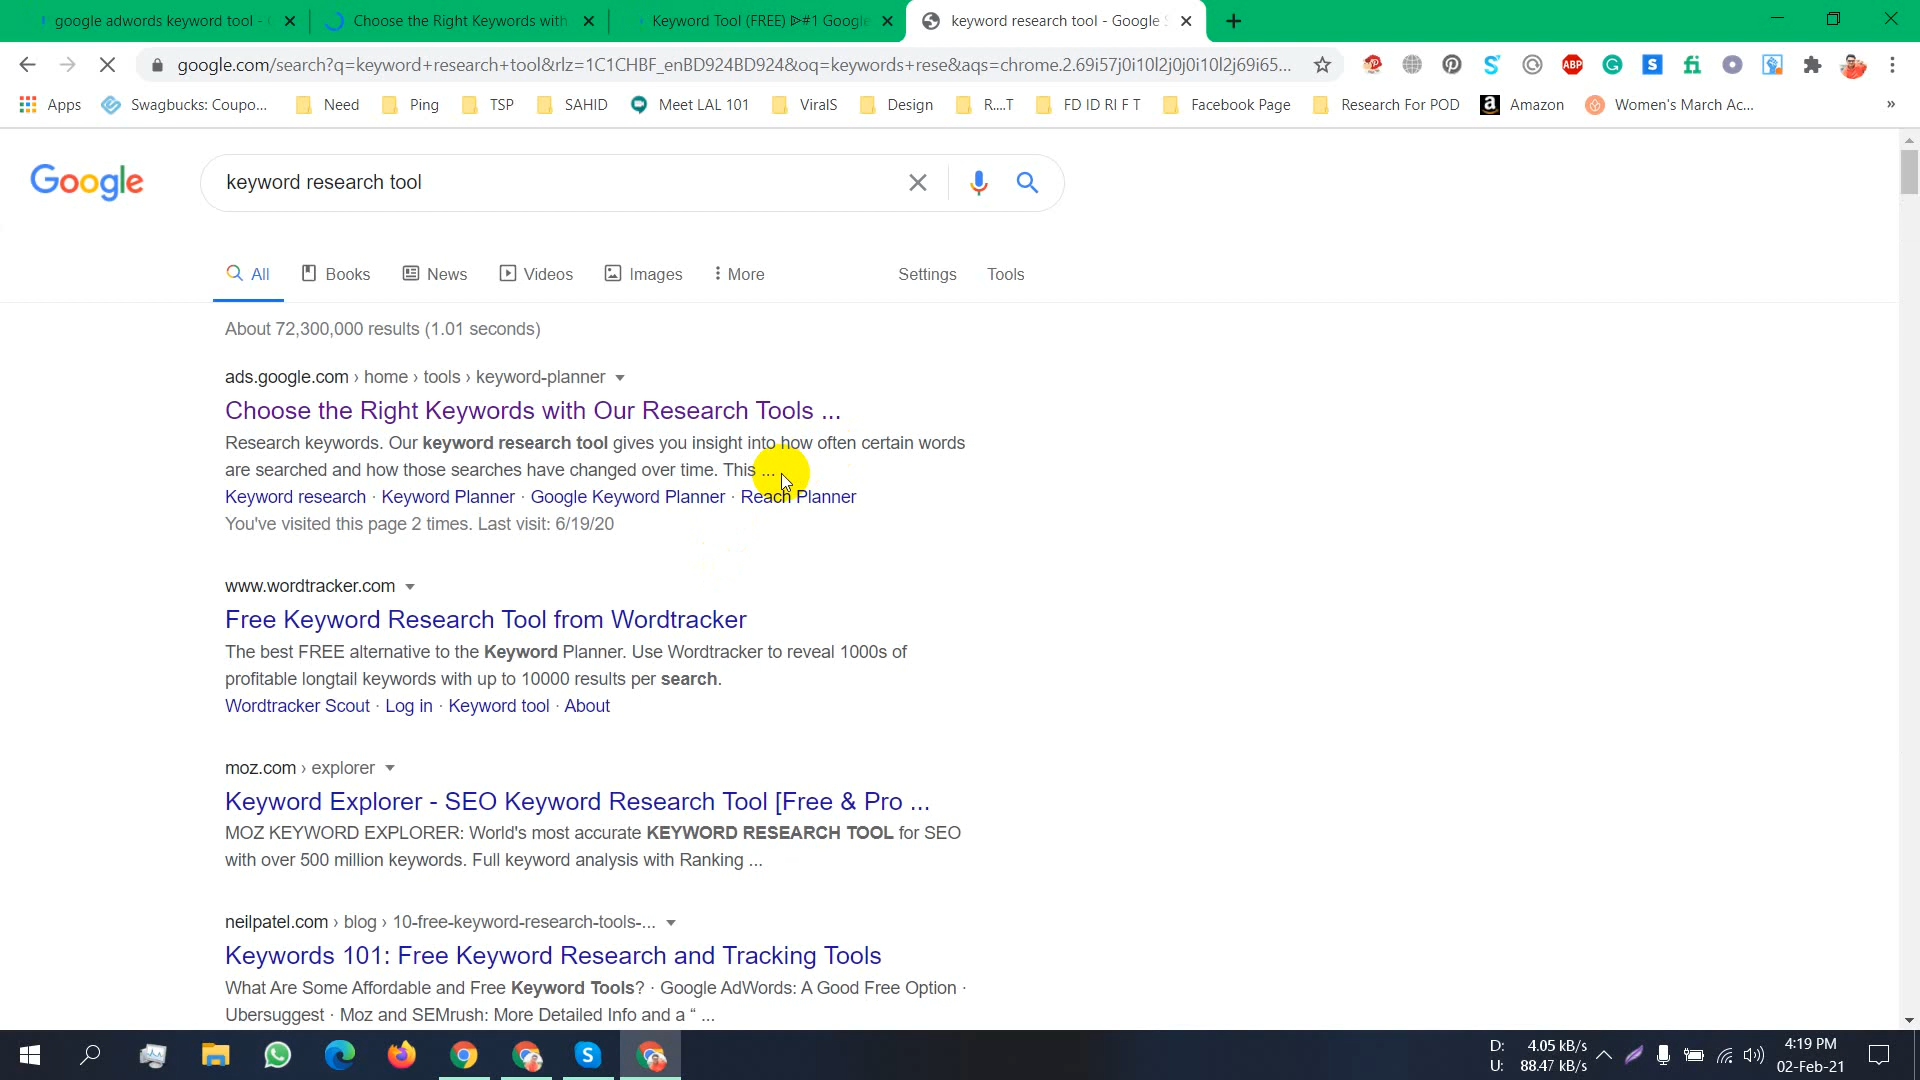 google adwords keyword tool -
Choose the Right Keywords with
Keyword Tool (FREE) ᐈ#1 Google
keyword research tool - Google S
google.com/search?q=keyword+research+tool&rlz=1C1CHBF_enBD924BD924&oq=keywords+rese&aqs=chrome.2.69i57j0i10l2j0j0i10l2j69i65...
Apps
Swagbucks: Coupo...
Need
Ping
TSP
SAHID
Meet LAL 101
ViralS
Design
R....T
FD ID RI F T
Facebook Page
Research For POD
Amazon
Women's March Ac...
»
Google
keyword research tool
All
Books
News
Videos
Images
More
Settings
Tools
About 72,300,000 results (1.01 seconds)
ads.google.com › home › tools › keyword-planner
Choose the Right Keywords with Our Research Tools ...
Research keywords. Our keyword research tool gives you insight into how often certain words
are searched and how those searches have changed over time. This ...
Keyword research · Keyword Planner · Google Keyword Planner · Reach Planner
You've visited this page 2 times. Last visit: 6/19/20
www.wordtracker.com
Free Keyword Research Tool from Wordtracker
The best FREE alternative to the Keyword Planner. Use Wordtracker to reveal 1000s of
profitable longtail keywords with up to 10000 results per search.
Wordtracker Scout · Log in · Keyword tool · About
moz.com › explorer
Keyword Explorer - SEO Keyword Research Tool [Free & Pro ...
MOZ KEYWORD EXPLORER: World's most accurate KEYWORD RESEARCH TOOL for SEO
with over 500 million keywords. Full keyword analysis with Ranking ...
neilpatel.com › blog › 10-free-keyword-research-tools-...
Keywords 101: Free Keyword Research and Tracking Tools
What Are Some Affordable and Free Keyword Tools? · Google AdWords: A Good Free Option ·
Ubersuggest · Moz and SEMrush: More Detailed Info and a “ ...
D: 4.05 kB/s
U: 88.47 kB/s
4:19 PM
02-Feb-21